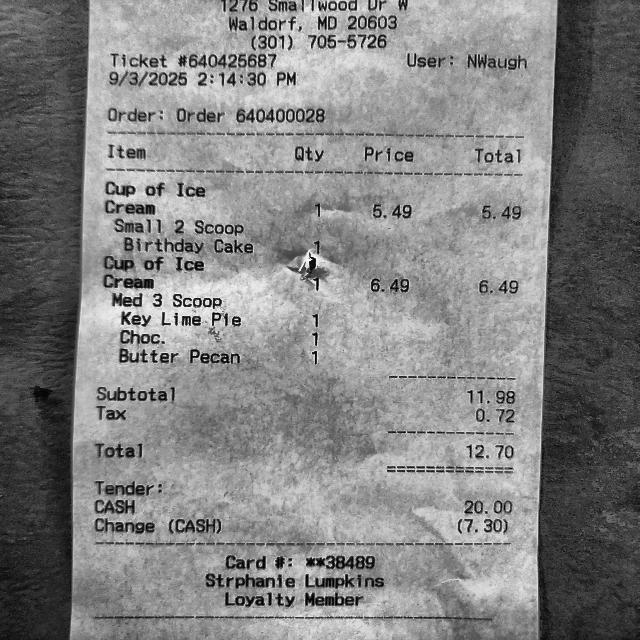 1276 Smallwood Dr W
Waldorf, MD 20603
(301) 705-5726
Ticket #640425687 User: NWaugh
9/3/2025 2:14:30 PM
Order: Order 640400028
Item Qty Price Total
Cup of Ice
Cream 1 5.49 5.49
Small 2 Scoop
Birthday Cake 1
Cup of Ice
Cream 1 6.49 6.49
Med 3 Scoop
Key Lime Pie 1
Choc. 1
Butter Pecan 1
Subtotal 11.98
Tax 0.72
Total 12.70
Tender:
CASH 20.00
Change (CASH) (7.30)
Card #: **38489
Strphanie Lumpkins
Loyalty Member